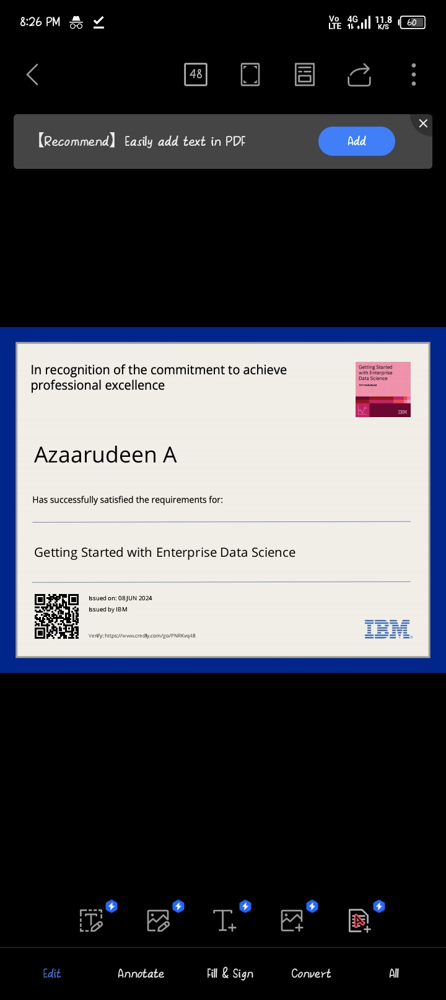 8:26 PM
Vo LTE 4G 11.8 K/S 60
48
【Recommend】 Easily add text in PDF
Add
In recognition of the commitment to achieve
professional excellence
Getting Started
with Enterprise
Data Science
IBM SkillsBuild
IBM
Azaarudeen A
Has successfully satisfied the requirements for:
Getting Started with Enterprise Data Science
Issued on: 08 JUN 2024
Issued by IBM
Verify: https://www.credly.com/go/PNRKvq48
IBM®
Edit Annotate Fill & Sign Convert All